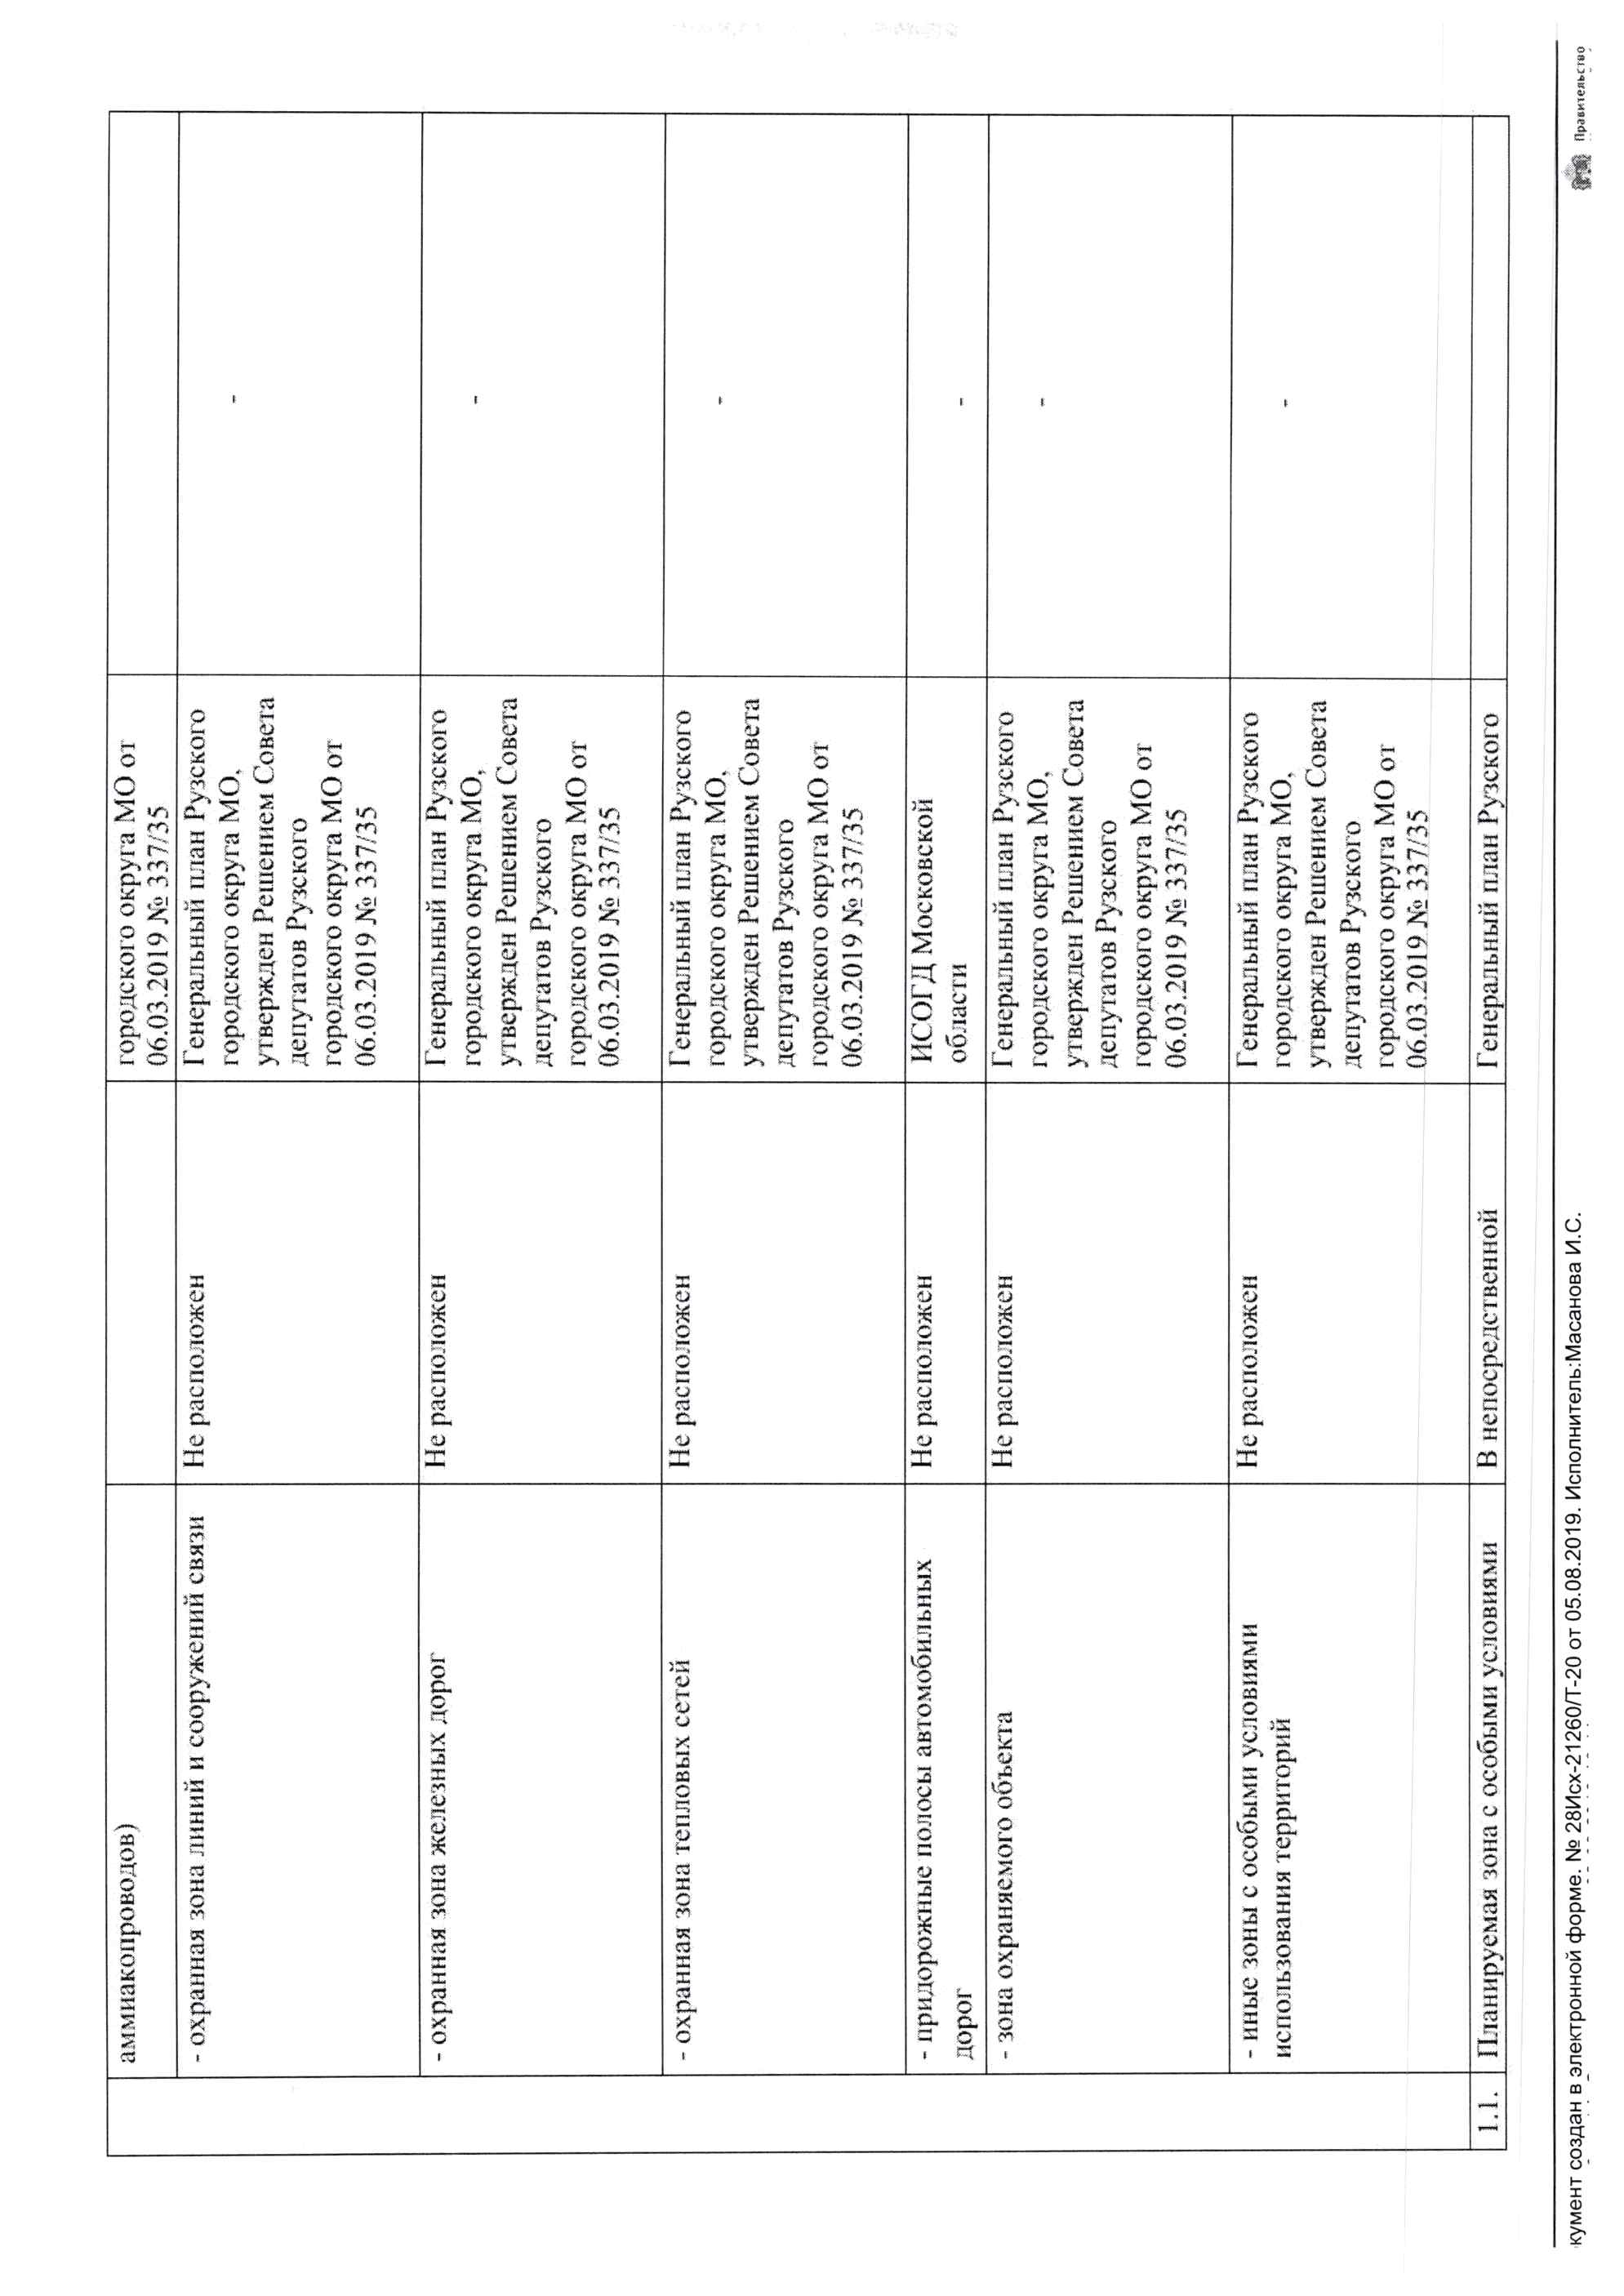 аммиакопроводов)
городского округа МО от
06.03.2019 № 337/35
- охранная зона линий и сооружений связи
Не расположен
Генеральный план Рузского
городского округа МО,
утвержден Решением Совета
депутатов Рузского
городского округа МО от
06.03.2019 № 337/35
-
- охранная зона железных дорог
Не расположен
Генеральный план Рузского
городского округа МО,
утвержден Решением Совета
депутатов Рузского
городского округа МО от
06.03.2019 № 337/35
-
- охранная зона тепловых сетей
Не расположен
Генеральный план Рузского
городского округа МО,
утвержден Решением Совета
депутатов Рузского
городского округа МО от
06.03.2019 № 337/35
-
- придорожные полосы автомобильных
дорог
Не расположен
ИСОГД Московской
области
-
- зона охраняемого объекта
Не расположен
Генеральный план Рузского
городского округа МО,
утвержден Решением Совета
депутатов Рузского
городского округа МО от
06.03.2019 № 337/35
-
- иные зоны с особыми условиями
использования территорий
Не расположен
Генеральный план Рузского
городского округа МО,
утвержден Решением Совета
депутатов Рузского
городского округа МО от
06.03.2019 № 337/35
-
1.1.
Планируемая зона с особыми условиями
В непосредственной
Генеральный план Рузского
кумент создан в электронной форме. № 28Исх-21260/Т-20 от 05.08.2019. Исполнитель:Масанова И.С.
Правительство